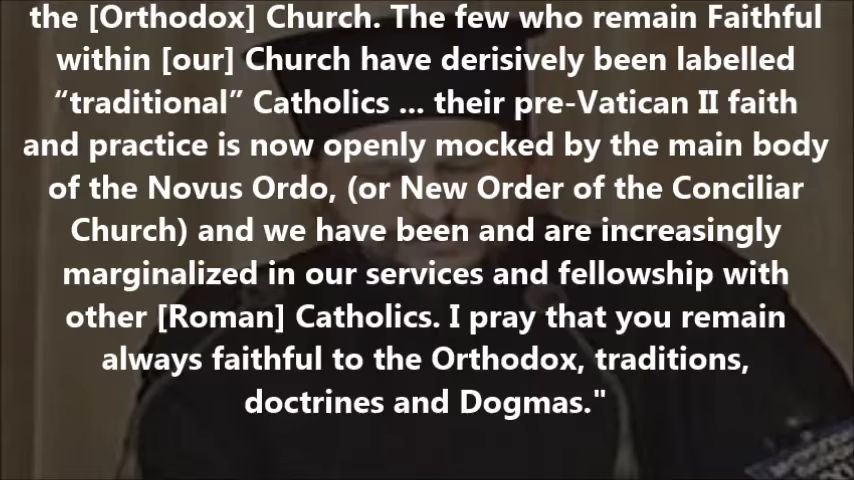 the [Orthodox] Church. The few who remain Faithful
within [our] Church have derisively been labelled
“traditional” Catholics ... their pre-Vatican II faith
and practice is now openly mocked by the main body
of the Novus Ordo, (or New Order of the Conciliar
Church) and we have been and are increasingly
marginalized in our services and fellowship with
other [Roman] Catholics. I pray that you remain
always faithful to the Orthodox, traditions,
doctrines and Dogmas."